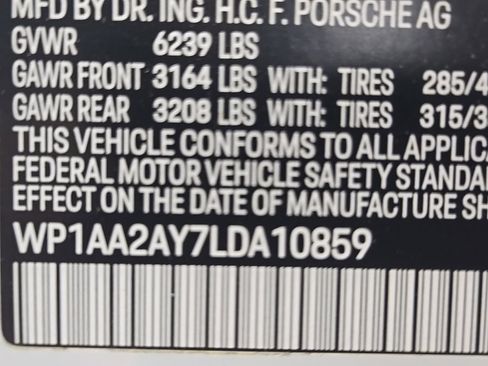 MFD BY DR. ING. H.C. F. PORSCHE AG
GVWR 6239 LBS
GAWR FRONT 3164 LBS WITH: TIRES 285/4
GAWR REAR 3208 LBS WITH: TIRES 315/3
THIS VEHICLE CONFORMS TO ALL APPLIC
FEDERAL MOTOR VEHICLE SAFETY STANDA
EFFECT ON THE DATE OF MANUFACTURE SH
WP1AA2AY7LDA10859